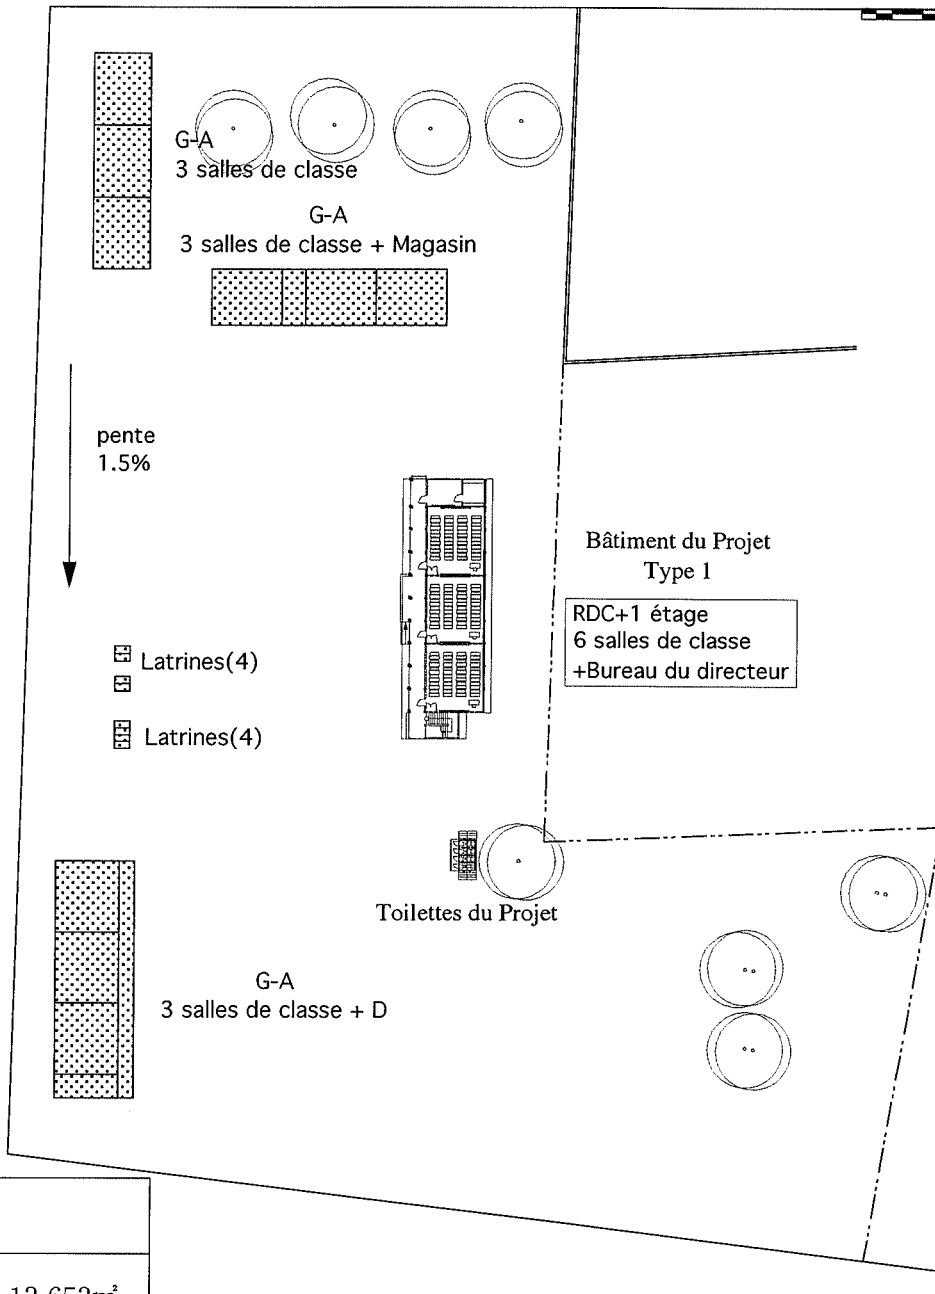 G-A
3 salles de classe
G-A
3 salles de classe + Magasin
pente
1.5%
Bâtiment du Projet
Type 1
RDC+1 étage
6 salles de classe
+Bureau du directeur
Latrines(4)
Latrines(4)
Toilettes du Projet
G-A
3 salles de classe + D